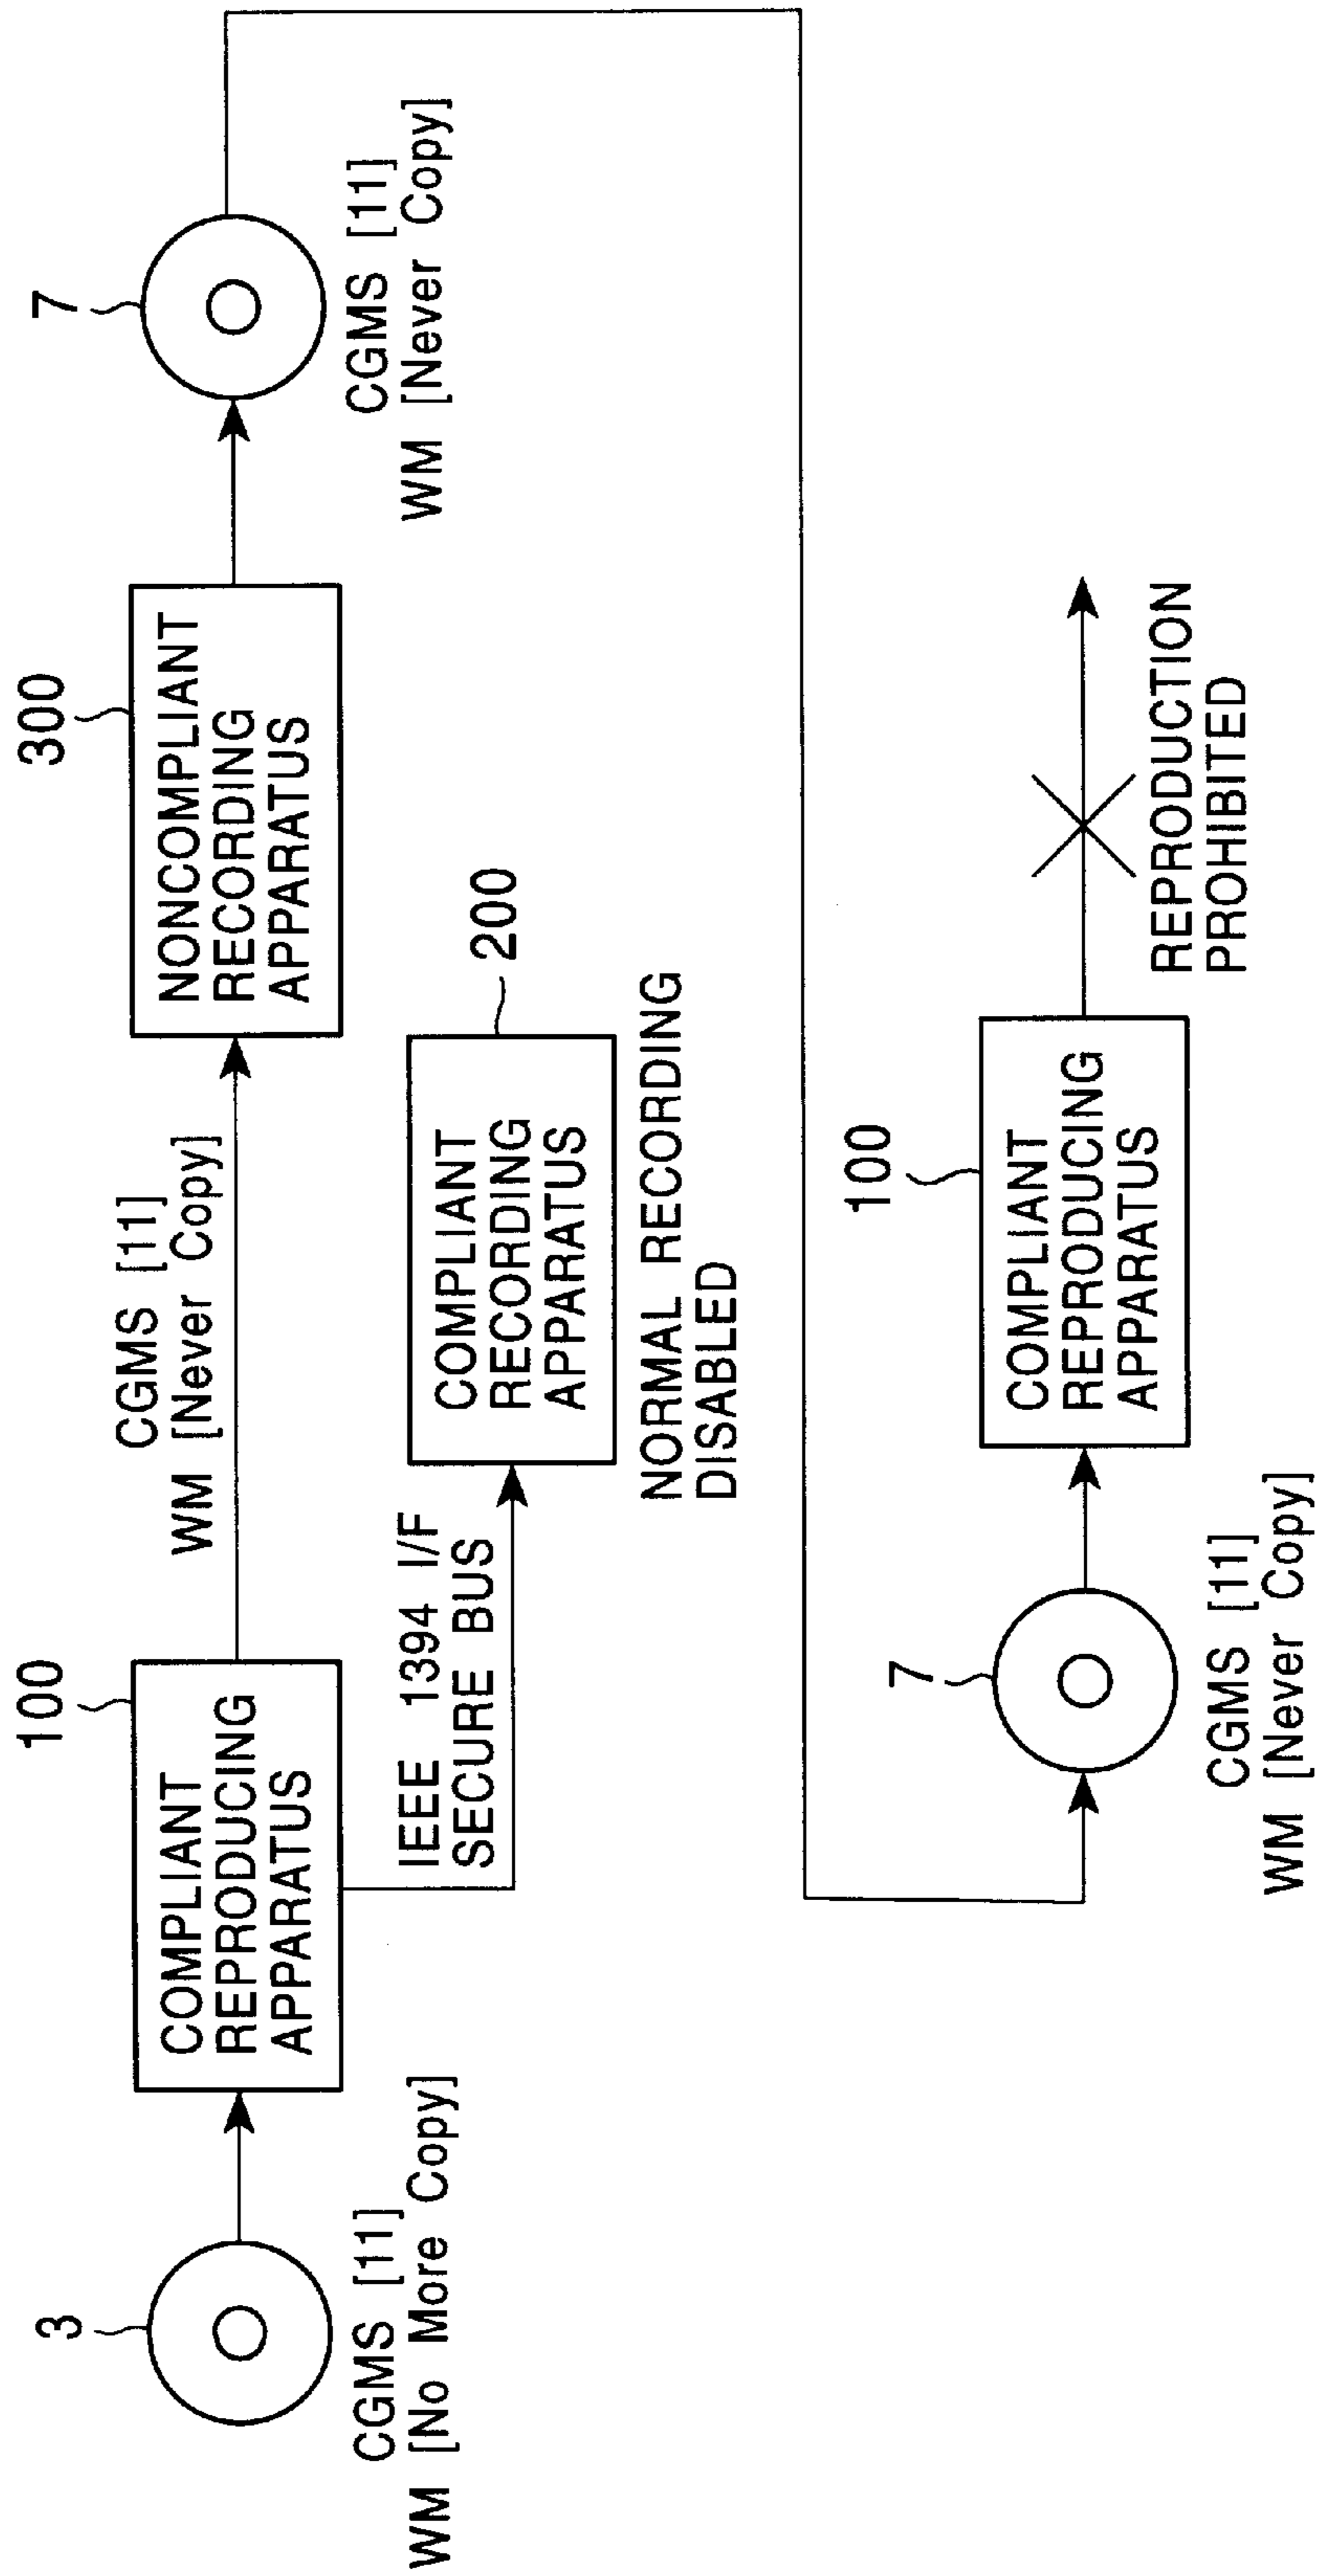 3
CGMS [11]
WM [No More Copy]
100
COMPLIANT
REPRODUCING
APPARATUS
IEEE 1394 I/F
SECURE BUS
CGMS [11]
WM [Never Copy]
300
NONCOMPLIANT
RECORDING
APPARATUS
200
COMPLIANT
RECORDING
APPARATUS
NORMAL RECORDING
DISABLED
7
CGMS [11]
WM [Never Copy]
7
CGMS [11]
WM [Never Copy]
100
COMPLIANT
REPRODUCING
APPARATUS
REPRODUCTION
PROHIBITED